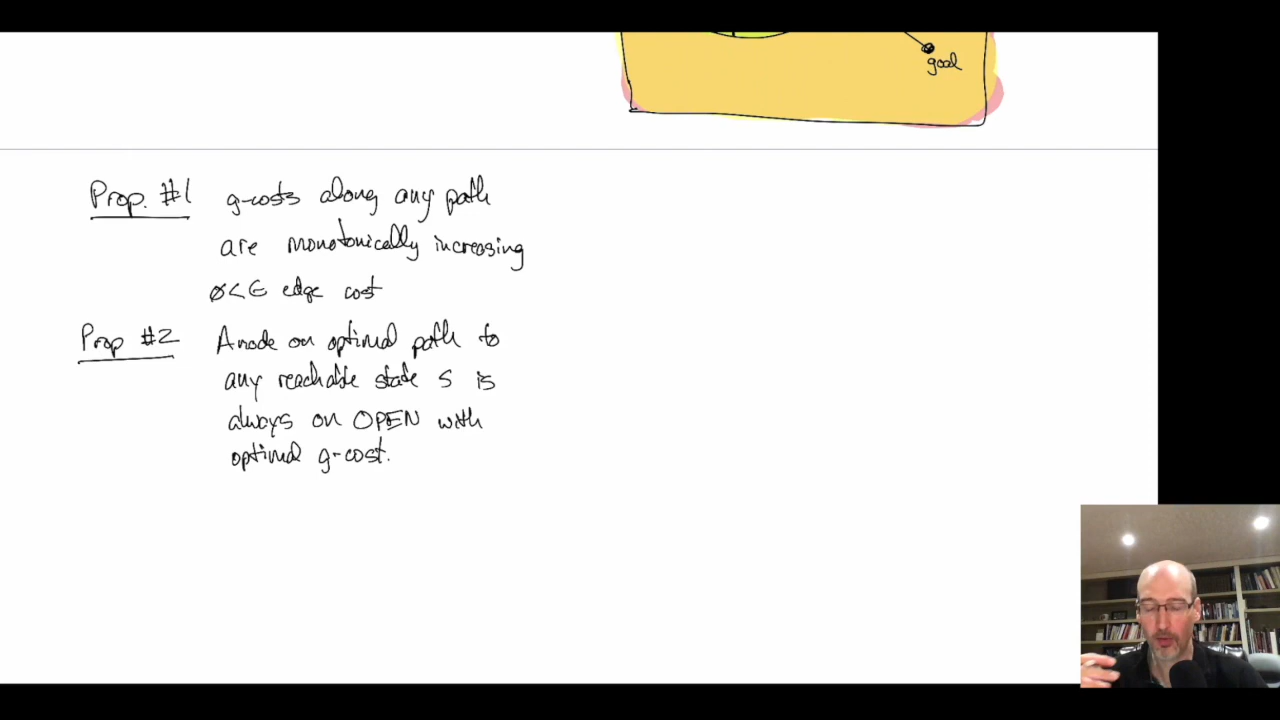 goal
Prop. #1 g-costs along any path
are monotonically increasing
0 < ε edge cost
Prop #2 A node on optimal path to
any reachable state S is
always on OPEN with
optimal g-cost.